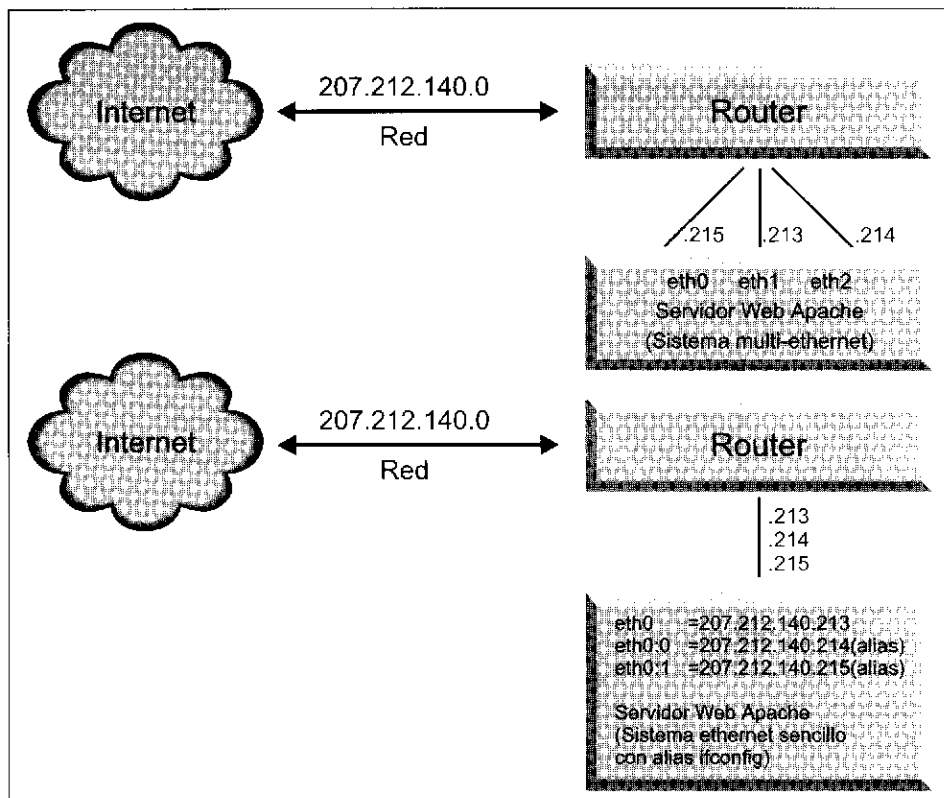 Internet
207.212.140.0
Red
Router
.215 .213 .214
eth0 eth1 eth2
Servidor Web Apache
(Sistema multi-ethernet)
Internet
207.212.140.0
Red
Router
.213
.214
.215
eth0 =207.212.140.213
eth0:0 =207.212.140.214(alias)
eth0:1 =207.212.140.215(alias)
Servidor Web Apache
(Sistema ethernet sencillo
con alias ifconfig)